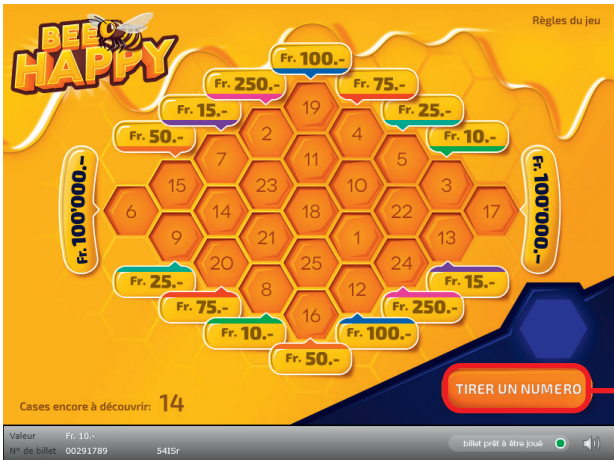 Règles du jeu
BEE
HAPPY
Fr. 100.-
Fr. 250.-
Fr. 75.-
Fr. 15.-
Fr. 25.-
Fr. 50.-
Fr. 10.-
Fr. 100'000.-
Fr. 100'000.-
19
2
4
7
11
5
15
23
10
3
6
14
18
22
17
9
21
1
13
20
25
24
8
12
16
Fr. 25.-
Fr. 15.-
Fr. 75.-
Fr. 250.-
Fr. 10.-
Fr. 100.-
Fr. 50.-
TIRER UN NUMERO
Cases encore à découvrir: 14
Valeur Fr. 10.-
N° de billet 00291789 54ISr
billet prêt à être joué